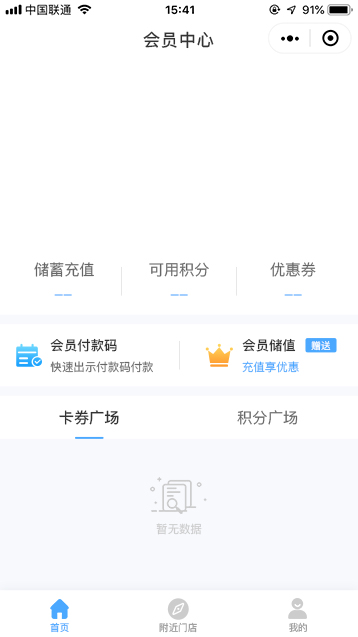 中国联通 15:41 91%
会员中心
储蓄充值 可用积分 优惠券
-- -- --
会员付款码 会员储值 赠送
快速出示付款码付款 充值享优惠
卡券广场 积分广场
暂无数据
首页 附近门店 我的